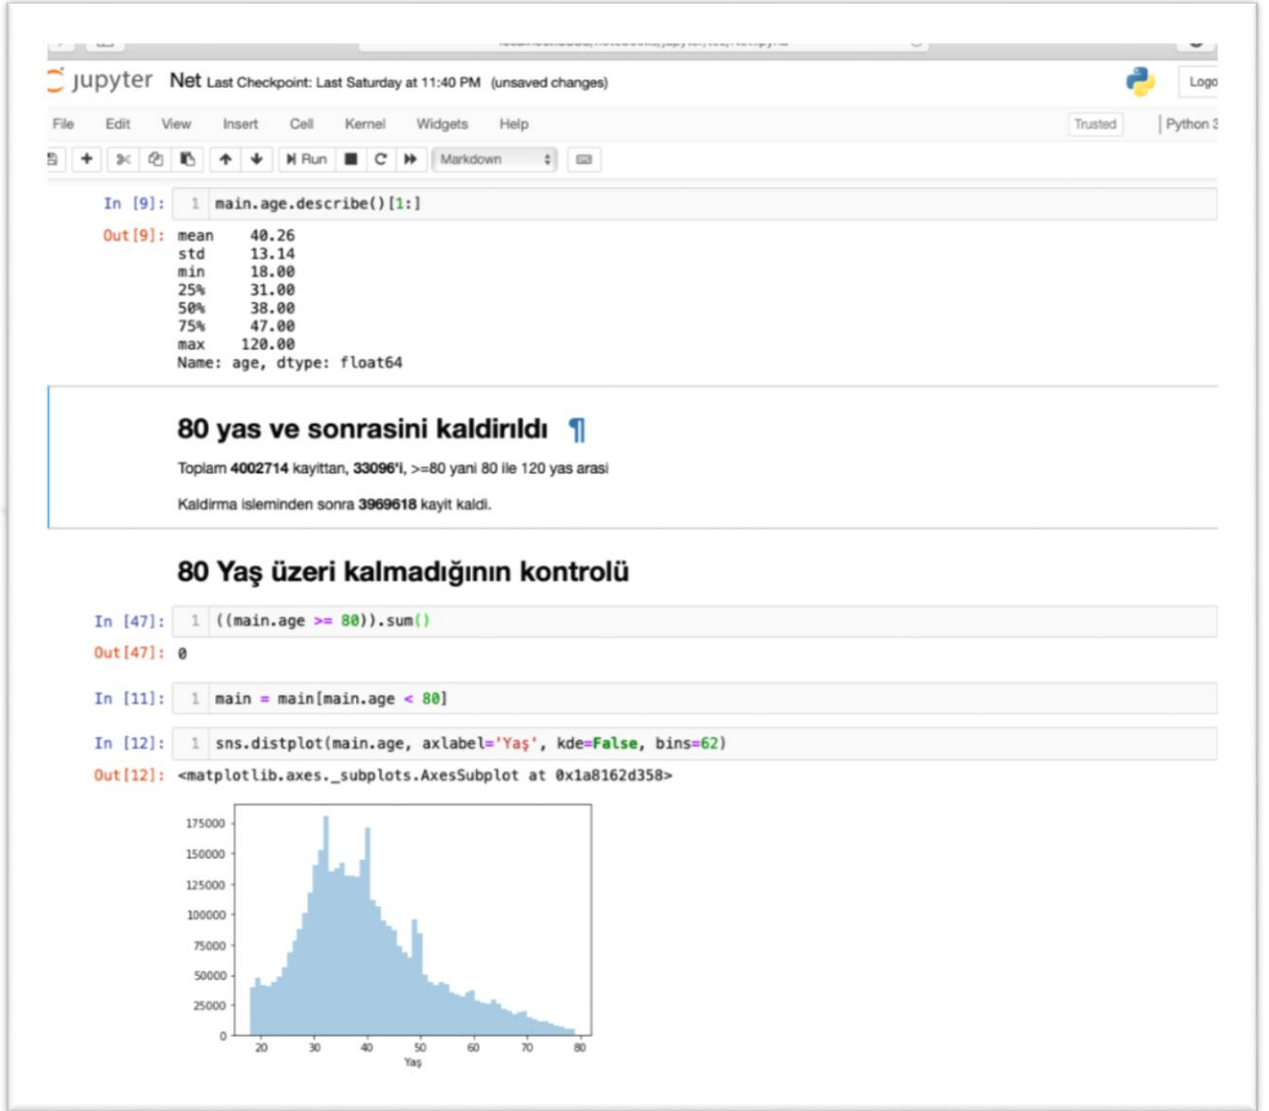 jupyter Net Last Checkpoint: Last Saturday at 11:40 PM (unsaved changes)
Logo
File Edit View Insert Cell Kernel Widgets Help Trusted Python 3
Run Markdown
In [9]: 1 main.age.describe()[1:]
Out[9]: mean 40.26
std 13.14
min 18.00
25% 31.00
50% 38.00
75% 47.00
max 120.00
Name: age, dtype: float64
80 yas ve sonrasini kaldirıldı ¶
Toplam 4002714 kayittan, 33096'i, >=80 yani 80 ile 120 yas arasi
Kaldirma isleminden sonra 3969618 kayit kaldi.
80 Yaş üzeri kalmadığının kontrolü
In [47]: 1 ((main.age >= 80)).sum()
Out[47]: 0
In [11]: 1 main = main[main.age < 80]
In [12]: 1 sns.distplot(main.age, axlabel='Yaş', kde=False, bins=62)
Out[12]: <matplotlib.axes._subplots.AxesSubplot at 0x1a8162d358>
175000
150000
125000
100000
75000
50000
25000
0
20 30 40 50 60 70 80
Yaş